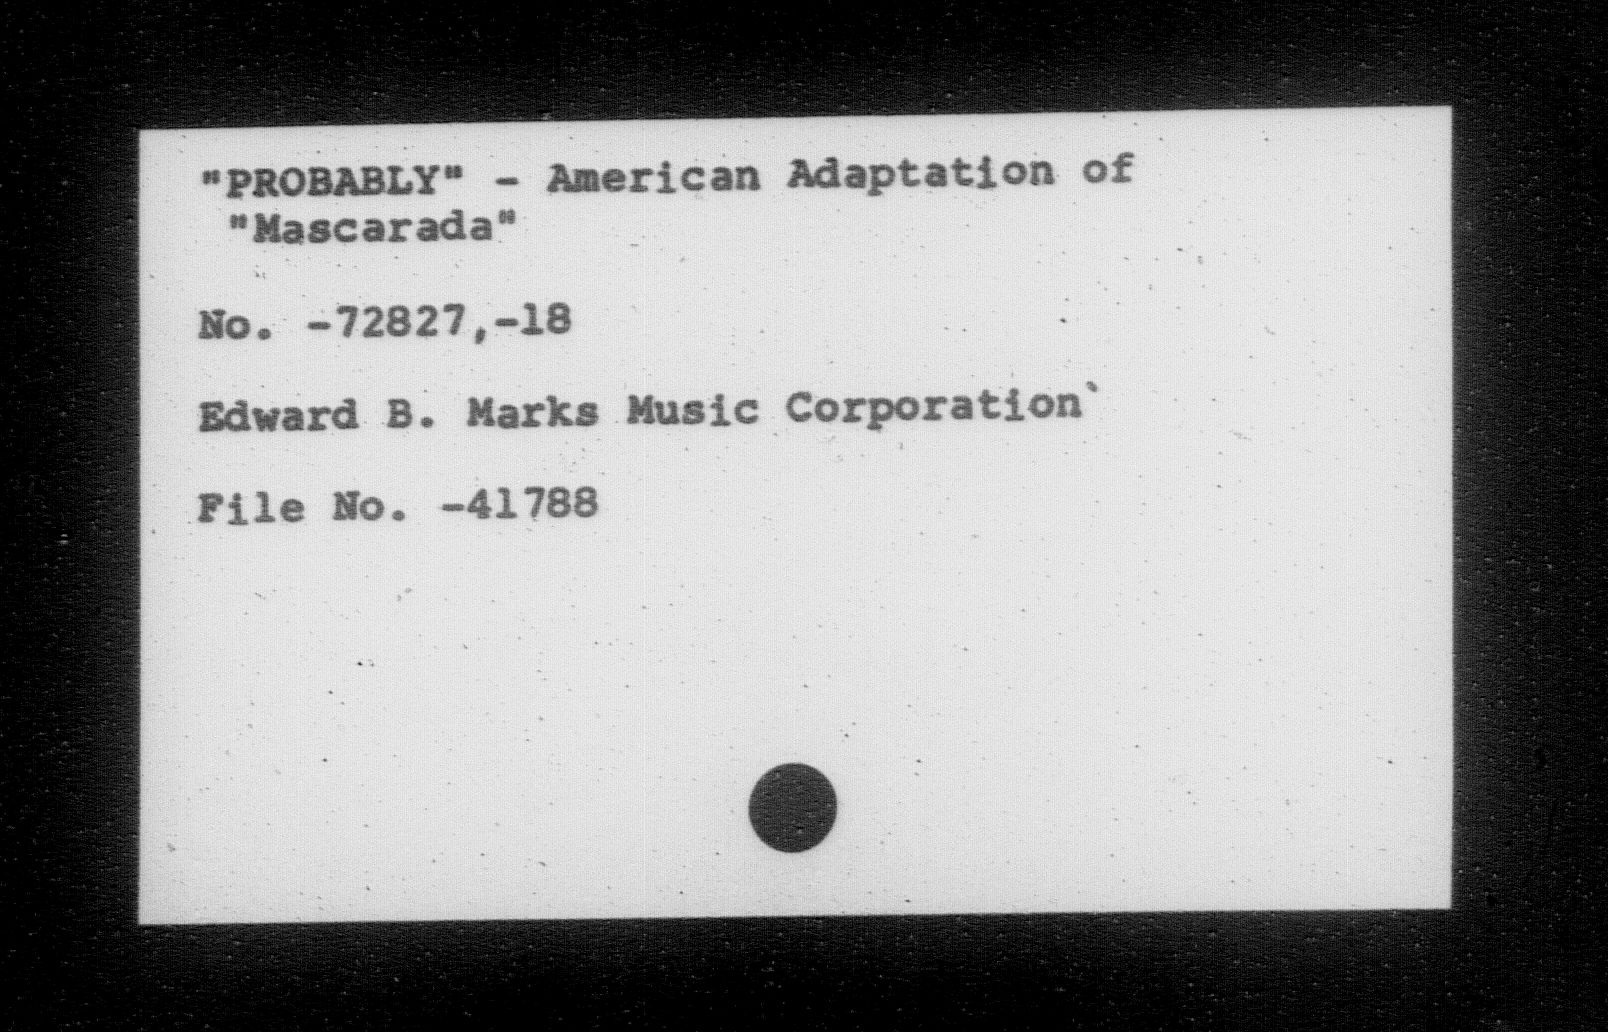 "PROBABLY" - American Adaptation of
"Mascarada"
No. -72827,-18
Edward B. Marks Music Corporation`
File No. -41788